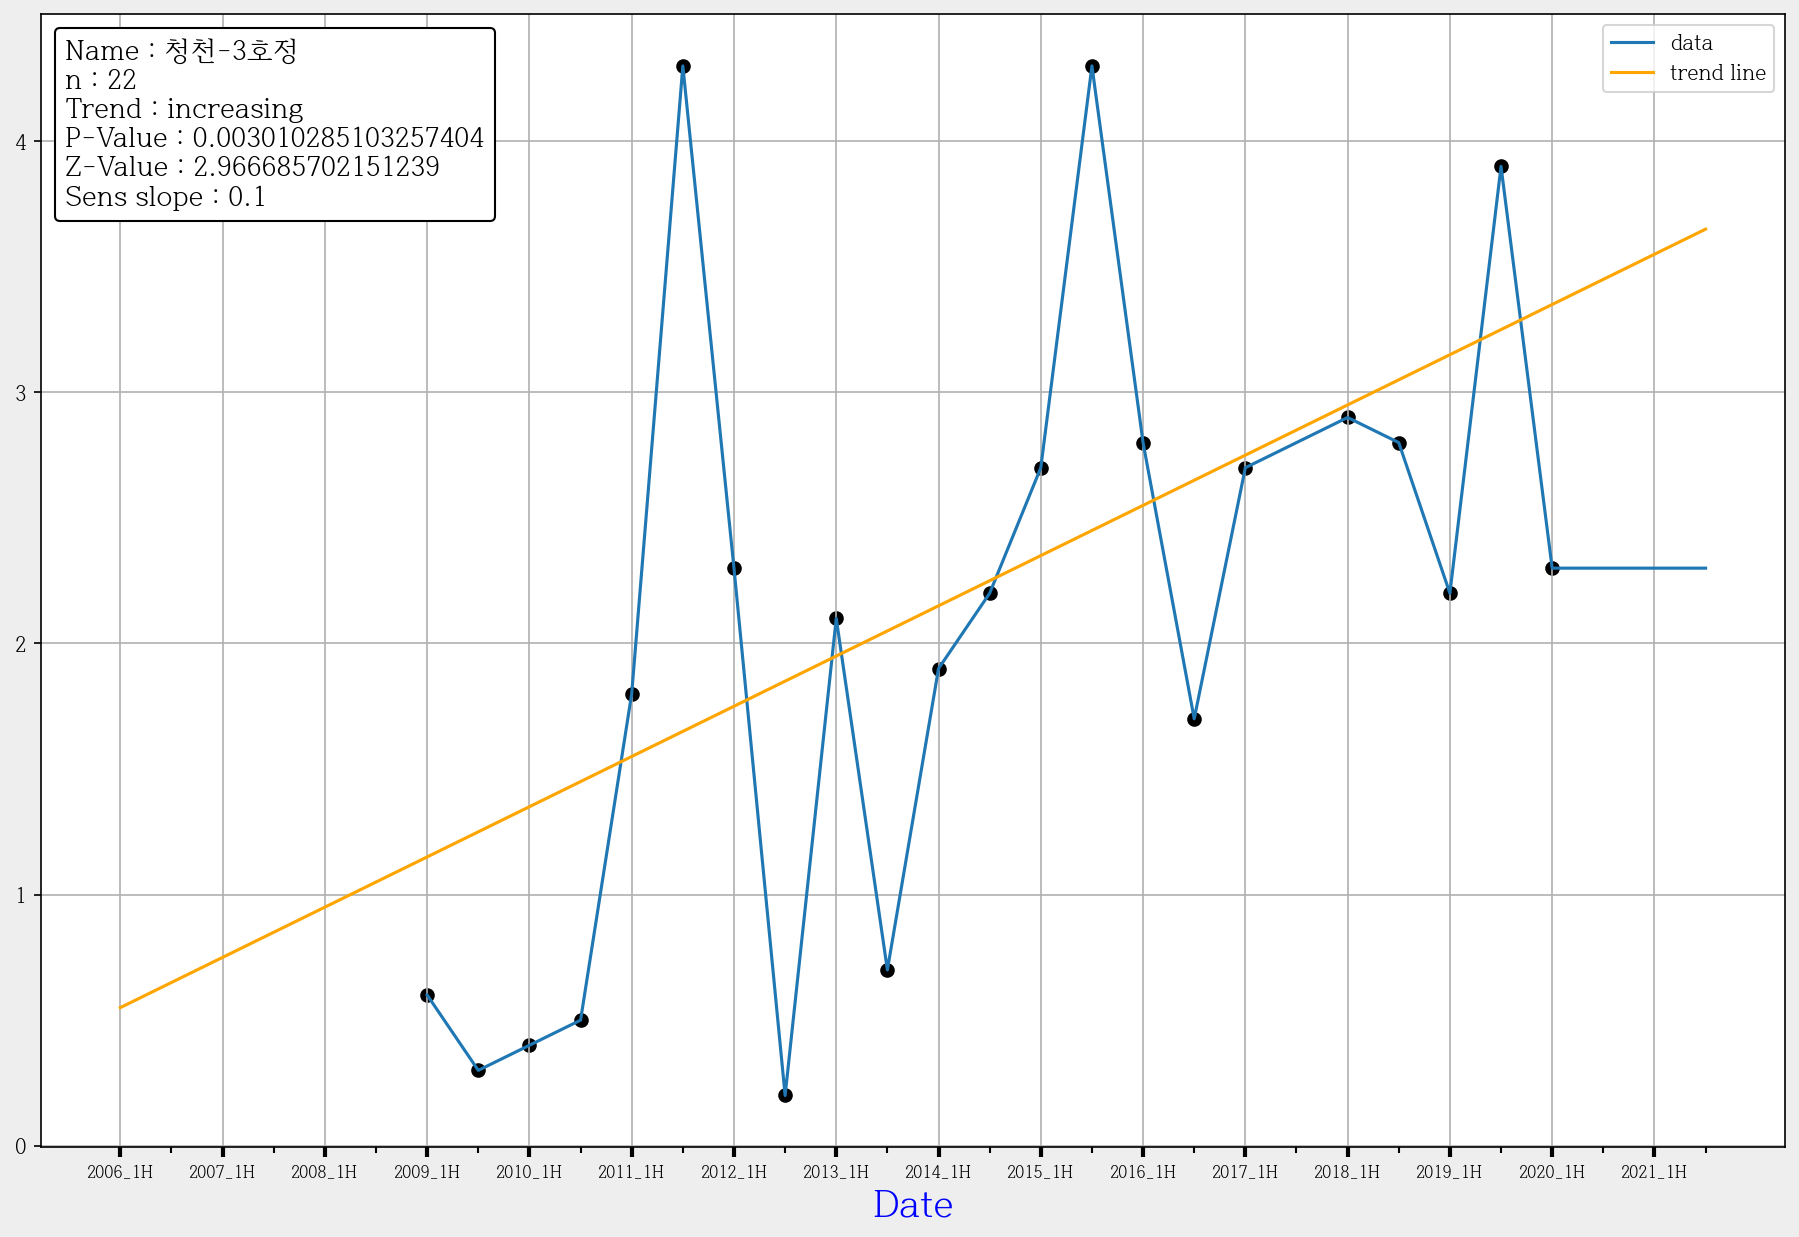 Name : 청천-3호정
n : 22
Trend : increasing
P-Value : 0.003010285103257404
Z-Value : 2.966685702151239
Sens slope : 0.1
data
trend line
4
3
2
1
0
2006_1H 2007_1H 2008_1H 2009_1H 2010_1H 2011_1H 2012_1H 2013_1H 2014_1H 2015_1H 2016_1H 2017_1H 2018_1H 2019_1H 2020_1H 2021_1H
Date